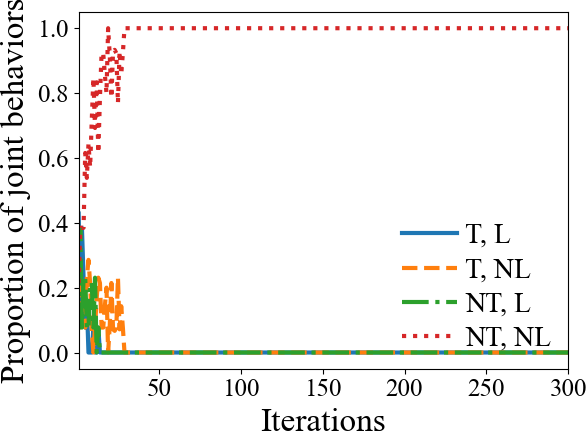 Proportion of joint behaviors
1.0
0.8
0.6
0.4
0.2
0.0
T, L
T, NL
NT, L
NT, NL
50 100 150 200 250 300
Iterations